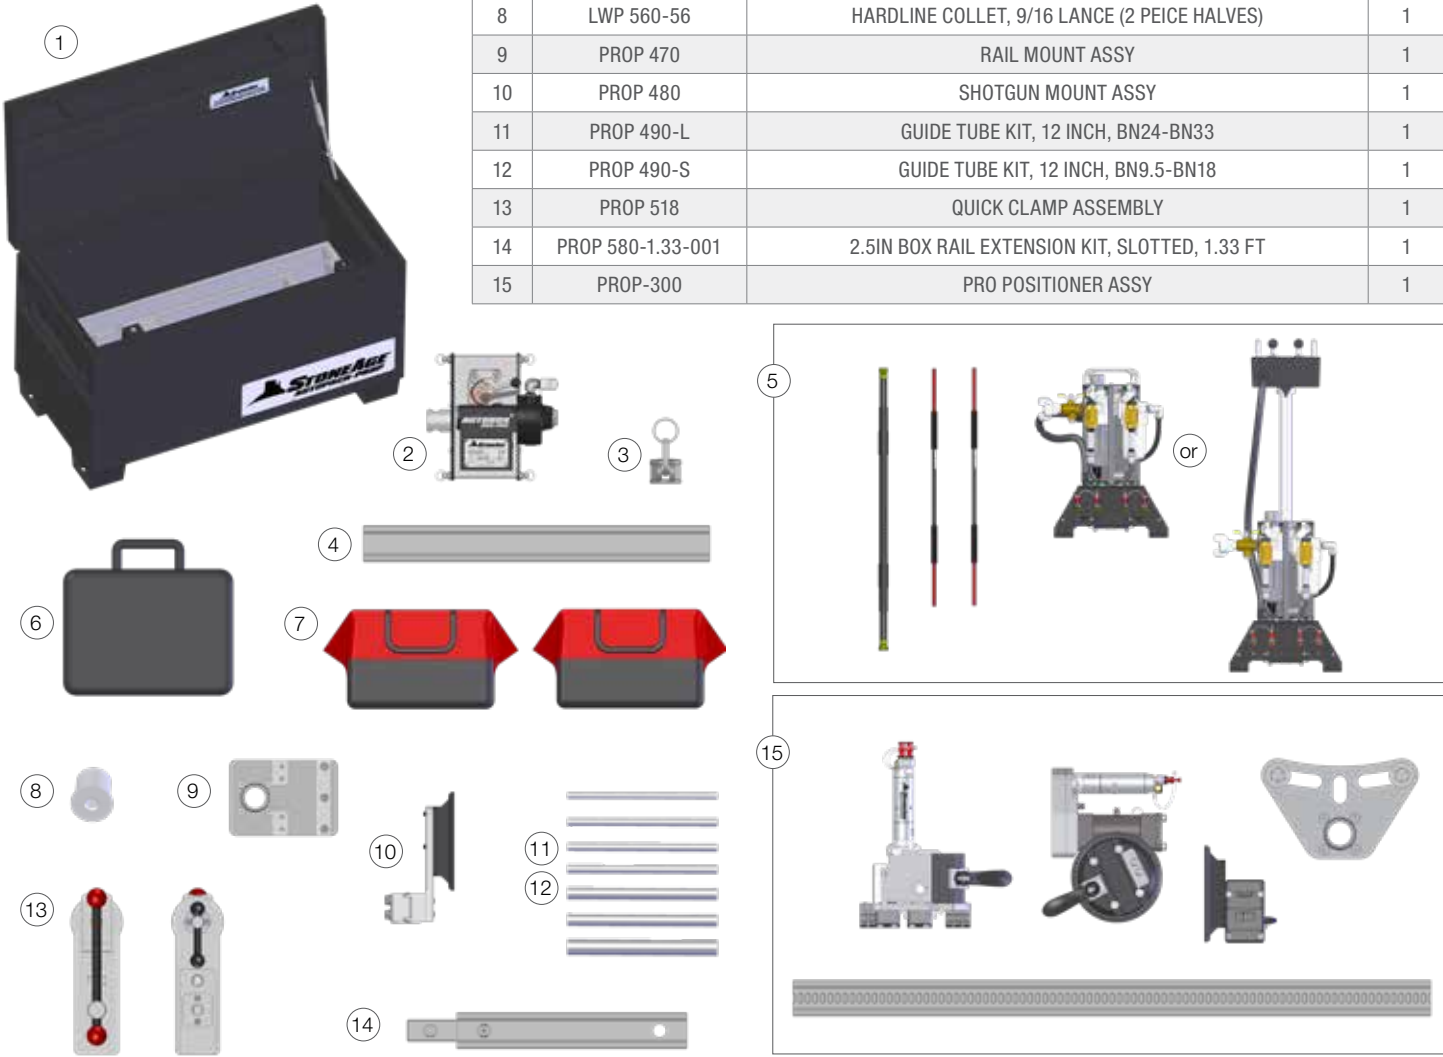 1
8 LWP 560-56 HARDLINE COLLET, 9/16 LANCE (2 PEICE HALVES) 1
9 PROP 470 RAIL MOUNT ASSY 1
10 PROP 480 SHOTGUN MOUNT ASSY 1
11 PROP 490-L GUIDE TUBE KIT, 12 INCH, BN24-BN33 1
12 PROP 490-S GUIDE TUBE KIT, 12 INCH, BN9.5-BN18 1
13 PROP 518 QUICK CLAMP ASSEMBLY 1
14 PROP 580-1.33-001 2.5IN BOX RAIL EXTENSION KIT, SLOTTED, 1.33 FT 1
15 PROP-300 PRO POSITIONER ASSY 1
STONEAGE
2
3
4
5
or
6
7
8
9
10
11
12
13
14
15